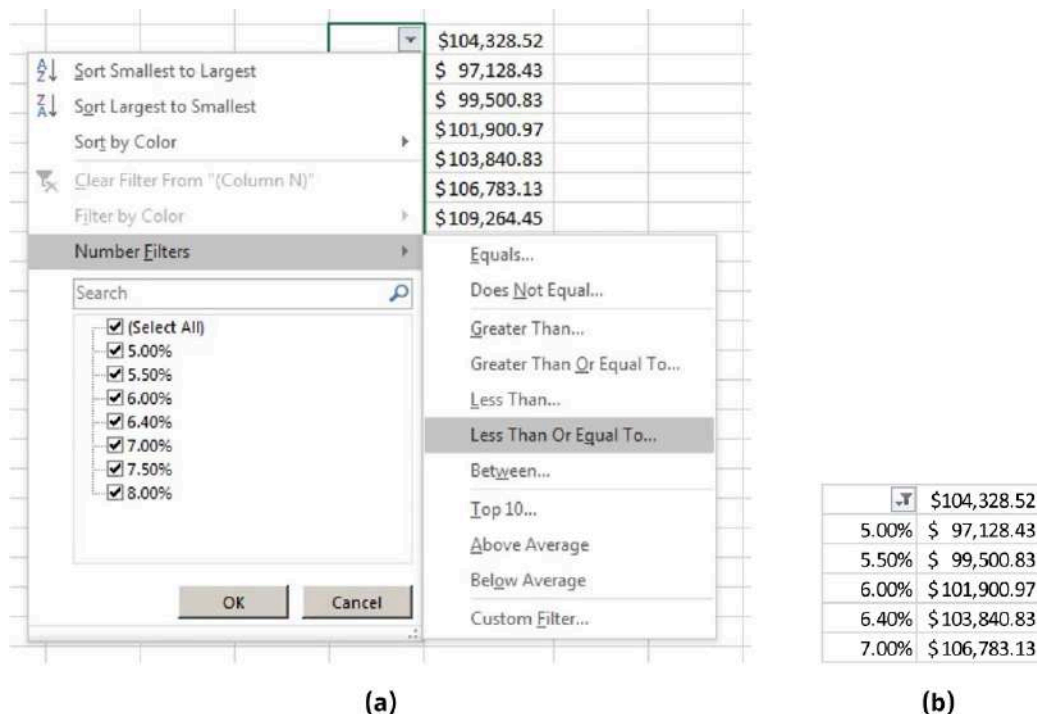 $104,328.52
Sort Smallest to Largest
$ 97,128.43
Sort Largest to Smallest
$ 99,500.83
Sort by Color
$101,900.97
$103,840.83
Clear Filter From "(Column N)"
$106,783.13
Filter by Color
$109,264.45
Number Filters
Search
(Select All)
5.00%
5.50%
6.00%
6.40%
7.00%
7.50%
8.00%
OK Cancel
Equals...
Does Not Equal...
Greater Than...
Greater Than Or Equal To...
Less Than...
Less Than Or Equal To...
Between...
Top 10...
Above Average
Below Average
Custom Filter...
(a)
$104,328.52
5.00% $ 97,128.43
5.50% $ 99,500.83
6.00% $101,900.97
6.40% $103,840.83
7.00% $106,783.13
(b)